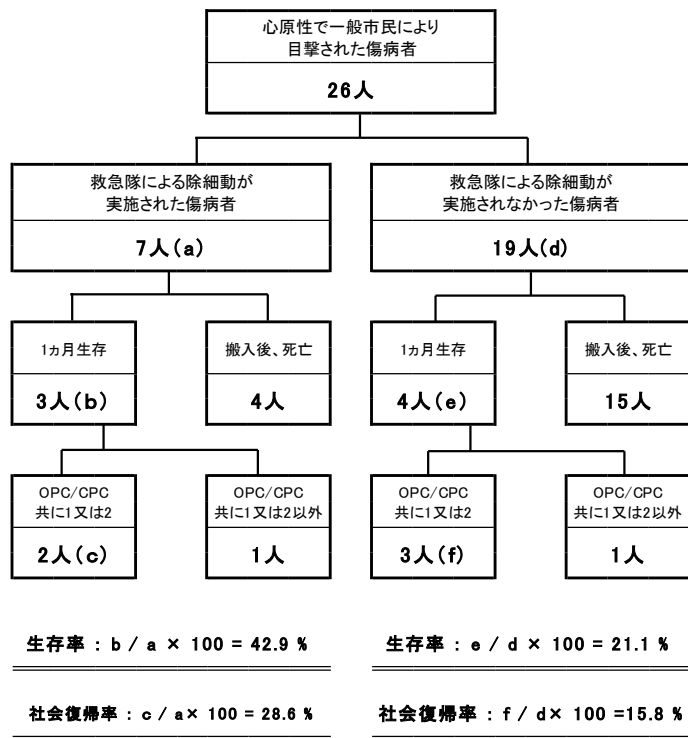 心原性で一般市民により
目撃された傷病者
26人
救急隊による除細動が
実施された傷病者
7人(a)
救急隊による除細動が
実施されなかった傷病者
19人(d)
1ヵ月生存
3人(b)
搬入後、死亡
4人
1ヵ月生存
4人(e)
搬入後、死亡
15人
OPC/CPC
共に1又は2
2人(c)
OPC/CPC
共に1又は2以外
1人
OPC/CPC
共に1又は2
3人(f)
OPC/CPC
共に1又は2以外
1人
生存率 : b / a × 100 = 42.9 %
生存率 : e / d × 100 = 21.1 %
社会復帰率 : c / a× 100 = 28.6 %
社会復帰率 : f / d× 100 =15.8 %